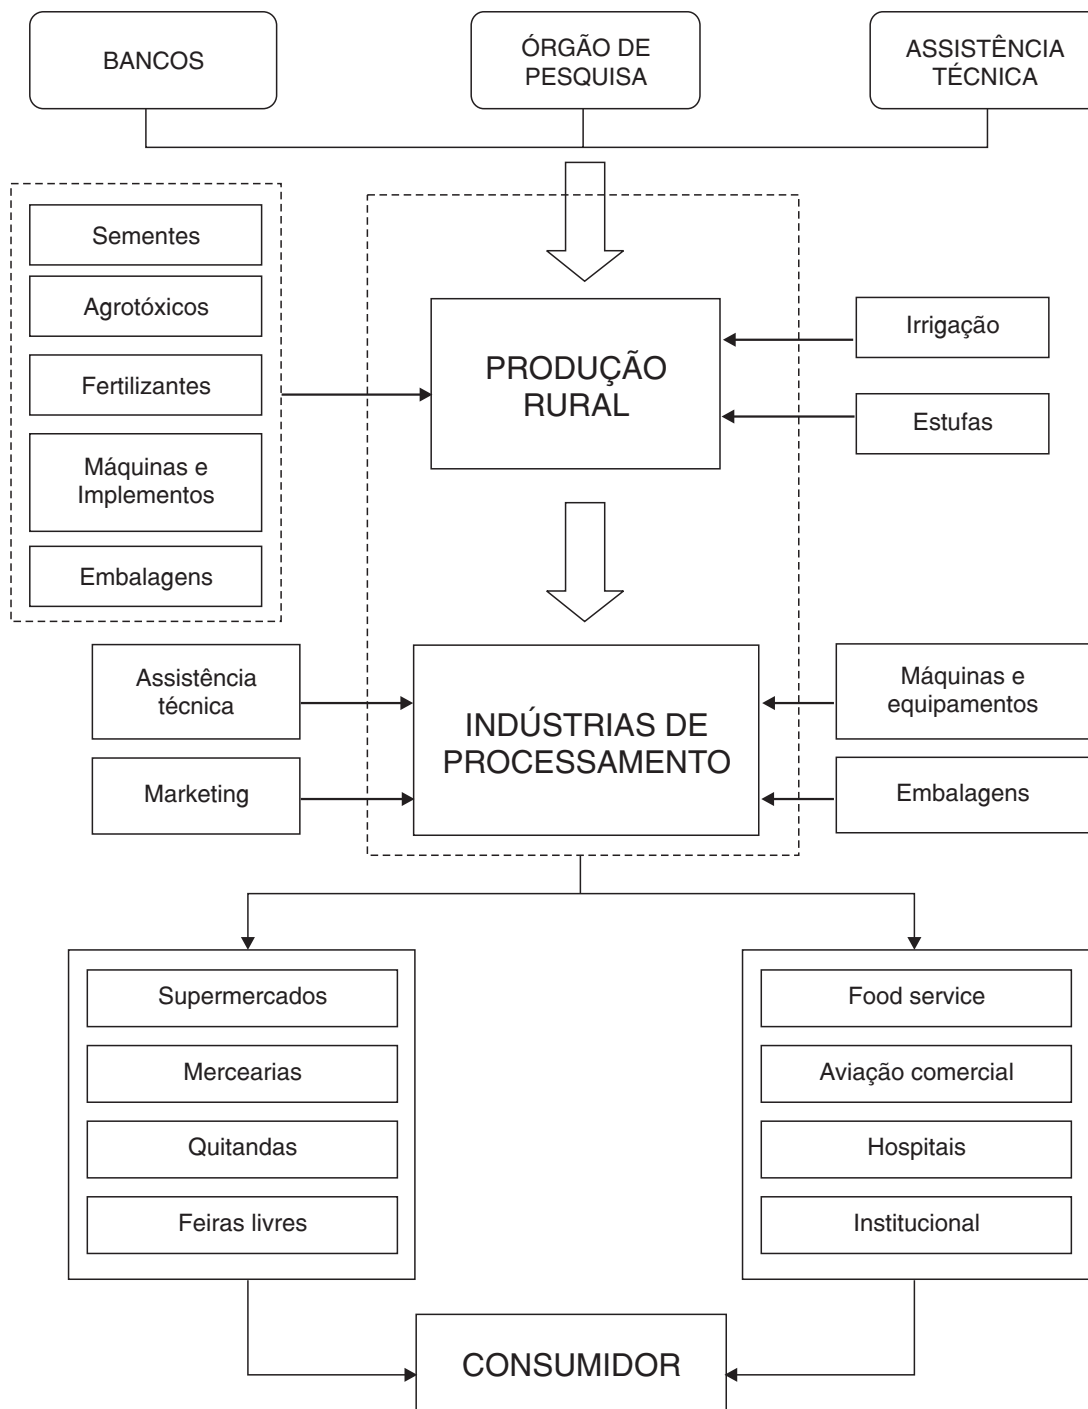 BANCOS
ÓRGÃO DE
PESQUISA
ASSISTÊNCIA
TÉCNICA
Sementes
Agrotóxicos
Fertilizantes
Máquinas e
Implementos
Embalagens
PRODUÇÃO
RURAL
Irrigação
Estufas
Assistência
técnica
Marketing
INDÚSTRIAS DE
PROCESSAMENTO
Máquinas e
equipamentos
Embalagens
Supermercados
Mercearias
Quitandas
Feiras livres
Food service
Aviação comercial
Hospitais
Institucional
CONSUMIDOR